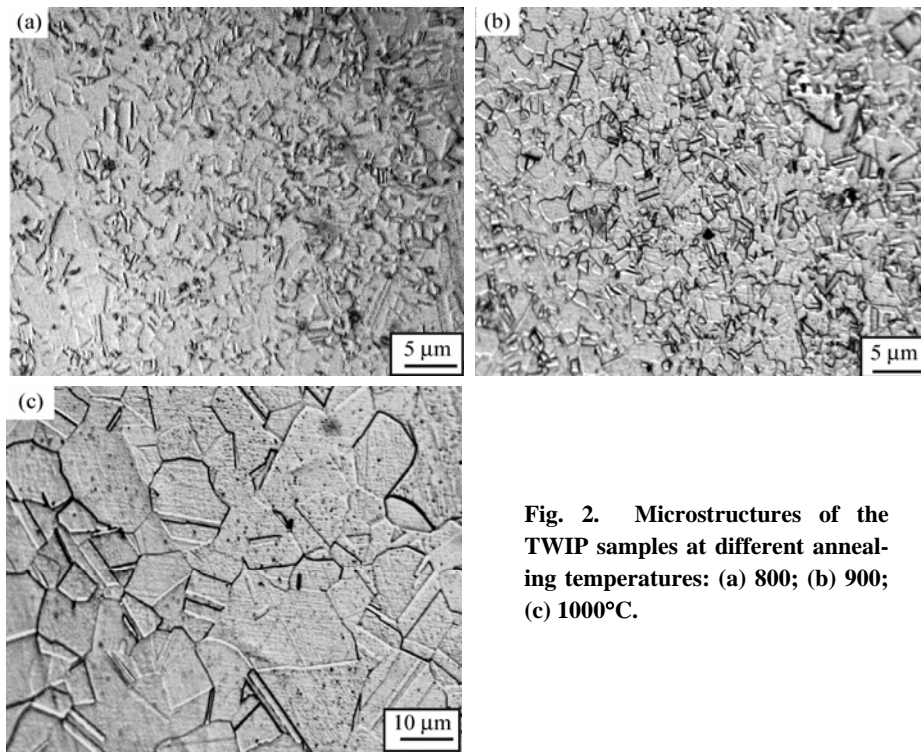 (a)
(b)
5 μm
5 μm
(c)
10 μm
Fig. 2. Microstructures of the
TWIP samples at different anneal-
ing temperatures: (a) 800; (b) 900;
(c) 1000°C.